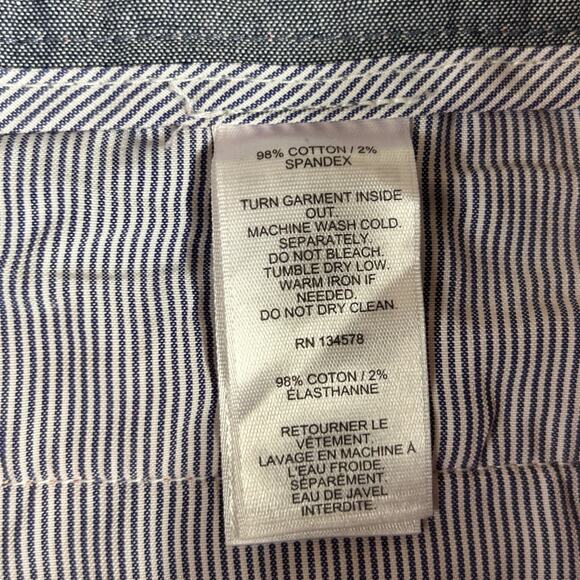 98% COTTON / 2%
SPANDEX
TURN GARMENT INSIDE
OUT.
MACHINE WASH COLD.
SEPARATELY.
DO NOT BLEACH.
TUMBLE DRY LOW.
WARM IRON IF
NEEDED.
DO NOT DRY CLEAN
RN 134578
98% COTON / 2%
ÉLASTHANNE
RETOURNER LE
VÊTEMENT.
LAVAGE EN MACHINE À
L'EAU FROIDE.
SÉPARÉMENT.
EAU DE JAVEL
INTERDITE.